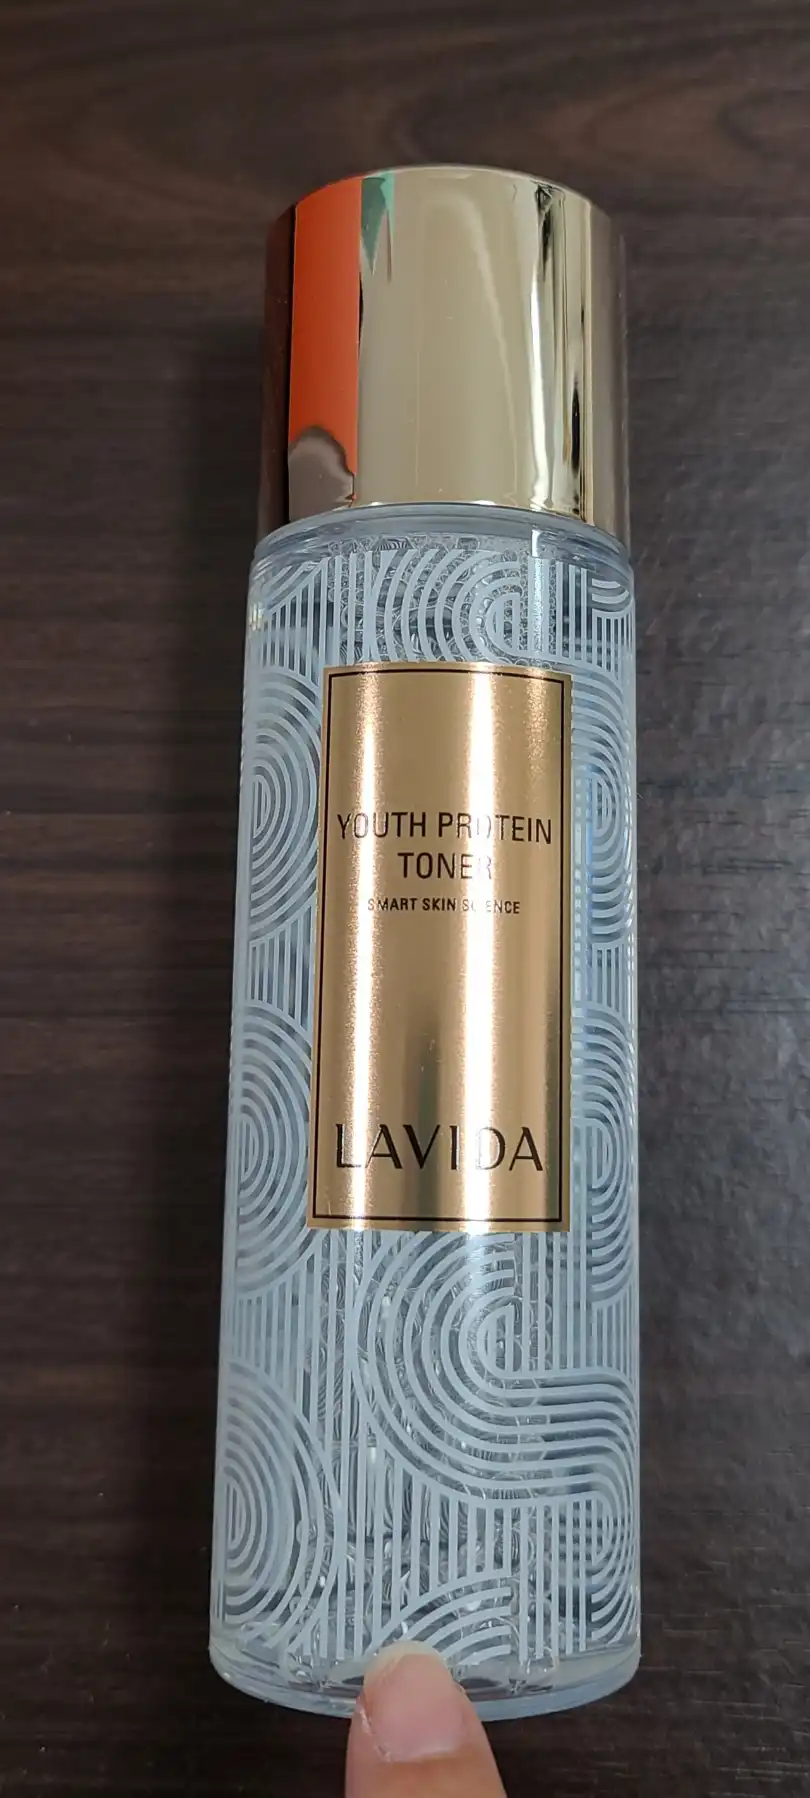 YOUTH PROTEIN
TONER
SMART SKIN SCIENCE
LAVIDA